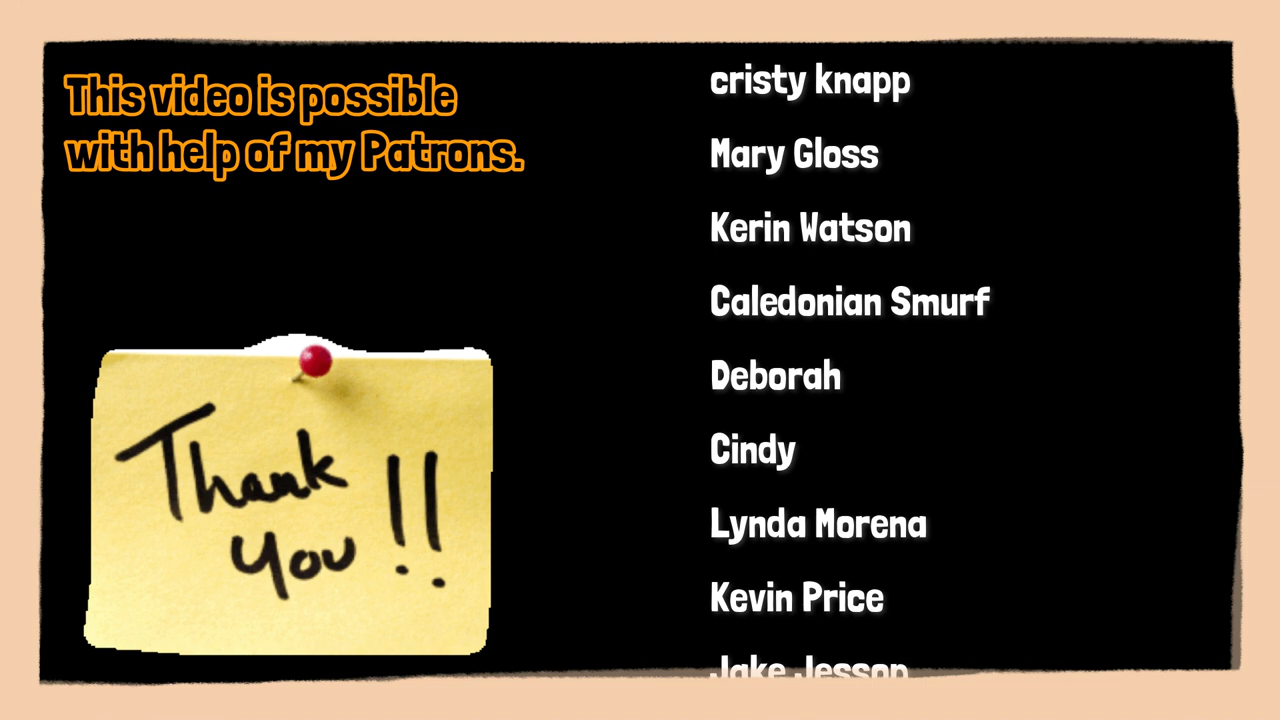 This video is possible
with help of my Patrons.
Thank
You !!
cristy knapp
Mary Gloss
Kerin Watson
Caledonian Smurf
Deborah
Cindy
Lynda Morena
Kevin Price
Jake